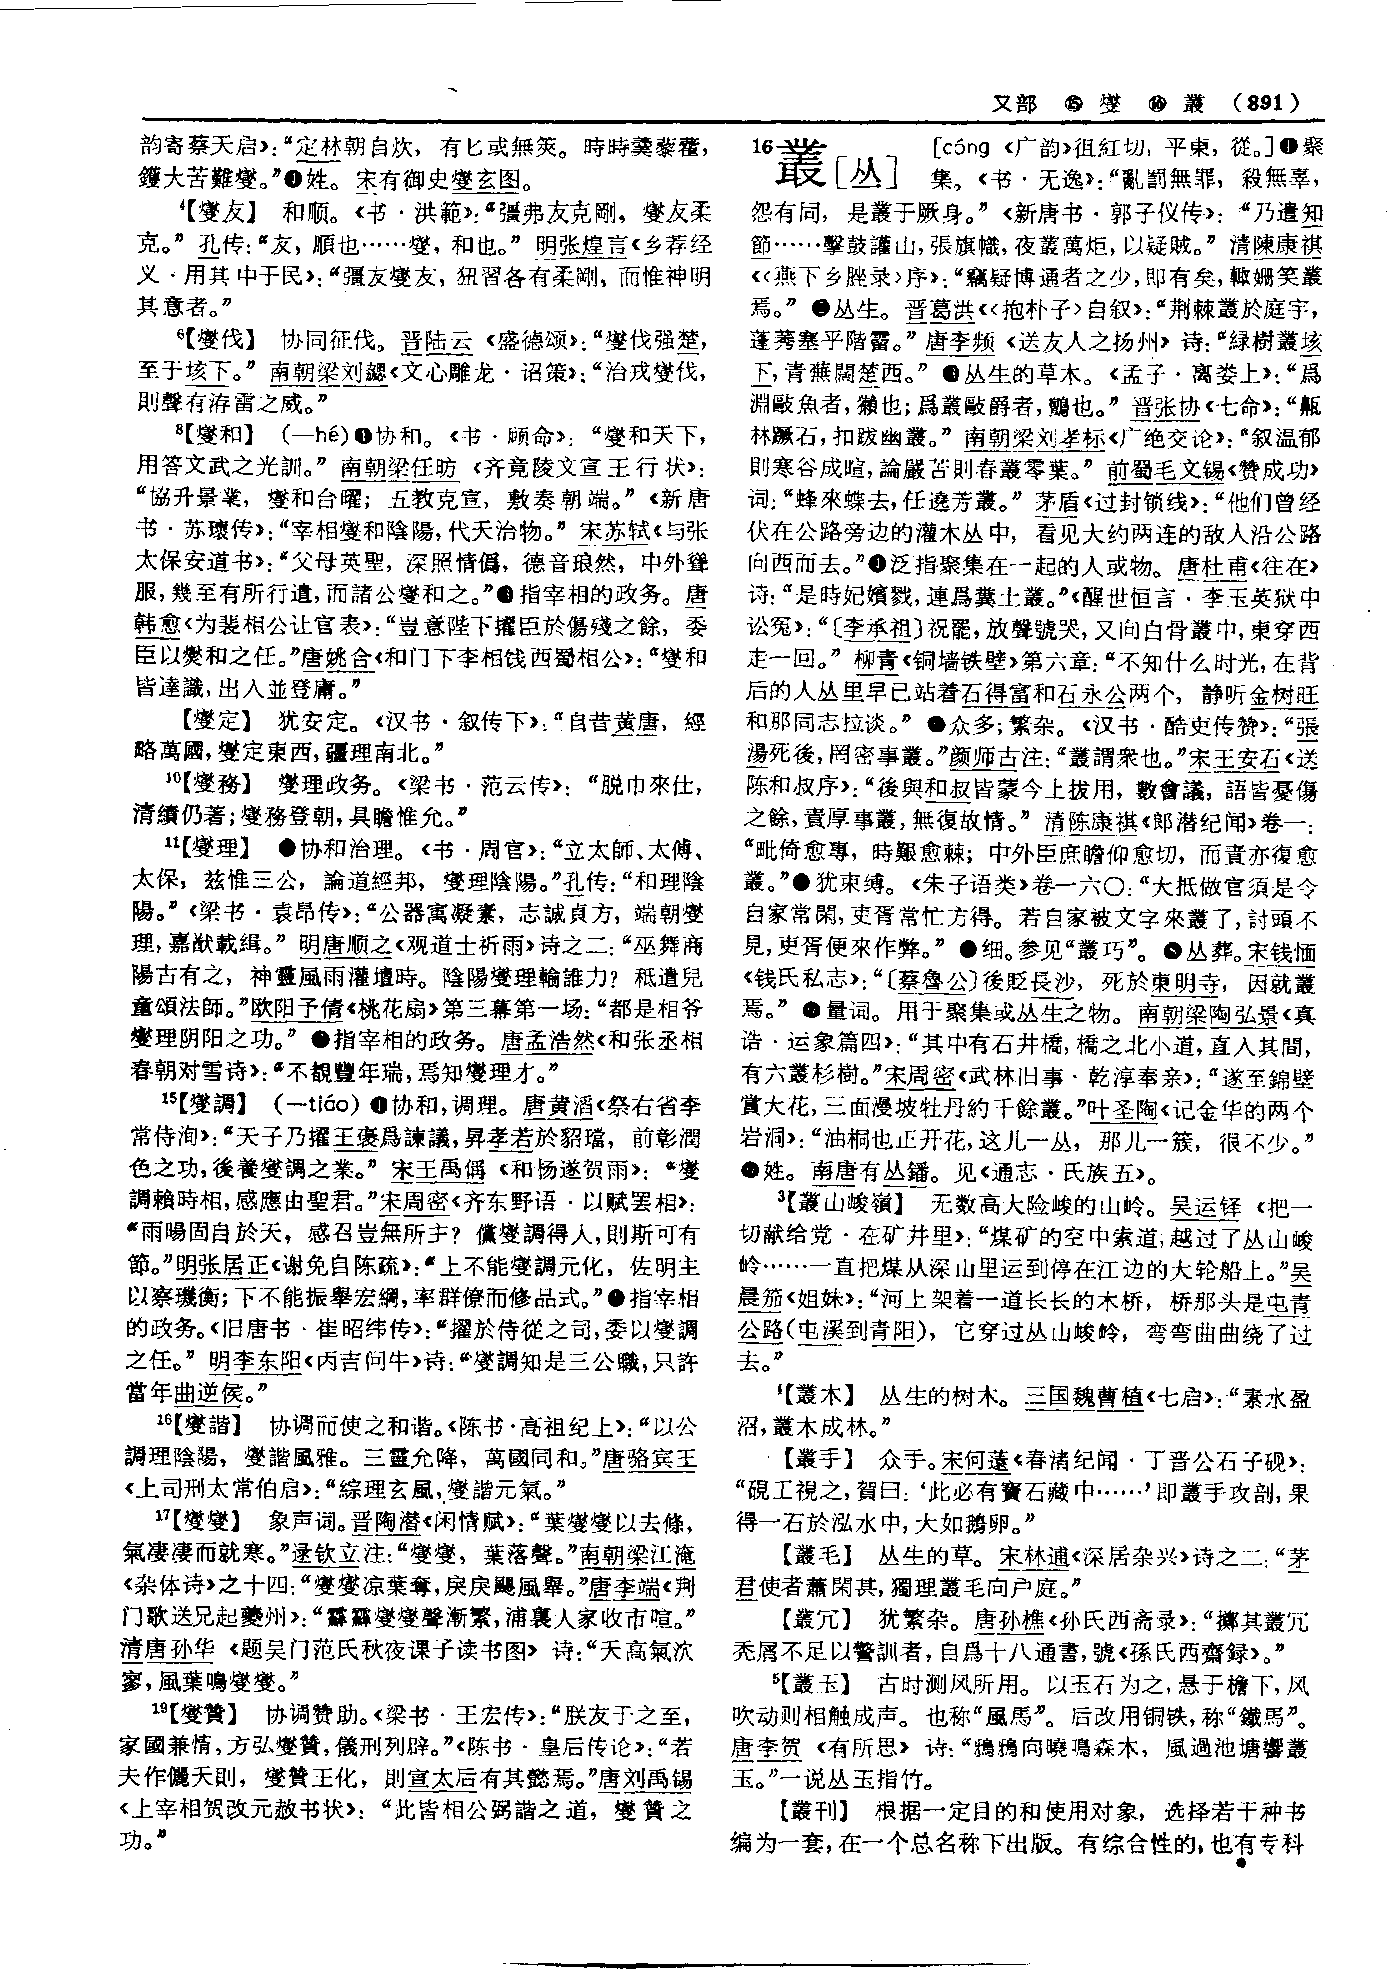 又部 ⑮ 燮 ⑯ 叢 （891）
韵寄蔡天启》：“定林朝自炊，有匕或無筴。時時羹藜藿，
鑊大苦難燮。”❹姓。宋有御史燮玄图。
⁴【燮友】 和顺。《书·洪範》：“彊弗友克剛，燮友柔
克。”孔传：“友，順也……燮，和也。”明张煌言《乡荐经
义·用其中于民》：“彊友燮友，狃習各有柔剛，而惟神明
其意者。”
⁶【燮伐】 协同征伐。晋陆云《盛德颂》：“燮伐强楚，
至于垓下。”南朝梁刘勰《文心雕龙·诏策》：“治戎燮伐，
則聲有洊雷之威。”
⁸【燮和】 （—hé）❶协和。《书·顾命》：“燮和天下，
用答文武之光訓。”南朝梁任昉《齐竟陵文宣王行状》：
“協升景業，燮和台曜；五教克宣，敷奏朝端。”《新唐
书·苏瓌传》：“宰相燮和陰陽，代天治物。”宋苏轼《与张
太保安道书》：“父母英聖，深照情僞，德音琅然，中外聳
服，幾至有所行遣，而諸公燮和之。”❷指宰相的政务。唐
韩愈《为裴相公让官表》：“豈意陛下擢臣於傷殘之餘，委
臣以燮和之任。”唐姚合《和门下李相饯西蜀相公》：“燮和
皆達識，出入並登庸。”
【燮定】 犹安定。《汉书·叙传下》：“自昔黄唐，經
略萬國，燮定東西，疆理南北。”
¹⁰【燮務】 燮理政务。《梁书·范云传》：“脱巾來仕，
清績仍著；燮務登朝，具瞻惟允。”
¹¹【燮理】 ❶协和治理。《书·周官》：“立太師、太傅、
太保，兹惟三公，論道經邦，燮理陰陽。”孔传：“和理陰
陽。”《梁书·袁昂传》：“公器寓凝素，志誠貞方，端朝燮
理，嘉猷載緝。”明唐顺之《观道士祈雨》诗之二：“巫舞商
陽古有之，神靈風雨灌壇時。陰陽燮理輪誰力？秖遣兒
童頌法師。”欧阳予倩《桃花扇》第三幕第一场：“都是相爷
燮理阴阳之功。”❷指宰相的政务。唐孟浩然《和张丞相
春朝对雪诗》：“不覩豐年瑞，焉知燮理才。”
¹⁵【燮調】 （—tiáo）❶协和，调理。唐黄滔《祭右省李
常侍洵》：“天子乃擢王褒爲諫議，昇孝若於貂璫，前彰潤
色之功，後養燮調之業。”宋王禹偁《和杨遂贺雨》：“燮
調賴時相，感應由聖君。”宋周密《齐东野语·以赋罢相》：
“雨暘固自於天，感召豈無所主？儻燮調得人，則斯可有
節。”明张居正《谢免自陈疏》：“上不能燮調元化，佐明主
以察璣衡；下不能振舉宏綱，率群僚而修品式。”❷指宰相
的政务。《旧唐书·崔昭纬传》：“擢於侍從之司，委以燮調
之任。”明李东阳《丙吉问牛》诗：“燮調知是三公職，只許
當年曲逆侯。”
¹⁶【燮諧】 协调而使之和谐。《陈书·高祖纪上》：“以公
調理陰陽，燮諧風雅。三靈允降，萬國同和。”唐骆宾王
《上司刑太常伯启》：“綜理玄風，燮諧元氣。”
¹⁷【燮燮】 象声词。晋陶潜《闲情赋》：“葉燮燮以去條，
氣凄凄而就寒。”逯钦立注：“燮燮，葉落聲。”南朝梁江淹
《杂体诗》之十四：“燮燮凉葉奪，戾戾颸風舉。”唐李端《荆
门歌送兄赴夔州》：“霏霏燮燮聲漸繁，浦裏人家收市喧。”
清唐孙华《题吴门范氏秋夜课子读书图》诗：“天高氣泬
寥，風葉鳴燮燮。”
¹⁹【燮贊】 协调赞助。《梁书·王宏传》：“朕友于之至，
家國兼情，方弘燮贊，儀刑列辟。”《陈书·皇后传论》：“若
夫作儷天則，燮贊王化，則宣太后有其懿焉。”唐刘禹锡
《上宰相贺改元赦书状》：“此皆相公弼諧之道，燮贊之
功。”
16叢［丛］ ［cóng《广韵》徂紅切，平東，從。］❶聚
集。《书·无逸》：“亂罰無罪，殺無辜，
怨有同，是叢于厥身。”《新唐书·郭子仪传》：“乃遣知
節……擊鼓讙山，張旗幟，夜叢萬炬，以疑賊。”清陳康祺
《〈燕下乡脞录〉序》：“竊疑博通者之少，即有矣，輙姍笑叢
焉。”❷丛生。晋葛洪《〈抱朴子〉自叙》：“荆棘叢於庭宇，
蓬莠塞乎階霤。”唐李频《送友人之扬州》诗：“緑樹叢垓
下，青蕪闊楚西。”❸丛生的草木。《孟子·离娄上》：“爲
淵敺魚者，獺也；爲叢敺爵者，鸇也。”晋张协《七命》：“甝
林蹶石，扣跋幽叢。”南朝梁刘孝标《广绝交论》：“叙温郁
則寒谷成暄，論嚴苦則春叢零葉。”前蜀毛文锡《赞成功》
词：“蜂來蝶去，任遶芳叢。”茅盾《过封锁线》：“他们曾经
伏在公路旁边的灌木丛中，看见大约两连的敌人沿公路
向西而去。”❹泛指聚集在一起的人或物。唐杜甫《往在》
诗：“是時妃嬪戮，連爲糞土叢。”《醒世恒言·李玉英狱中
讼冤》：“〔李承祖〕祝罷，放聲號哭，又向白骨叢中，東穿西
走一回。”柳青《铜墙铁壁》第六章：“不知什么时光，在背
后的人丛里早已站着石得富和石永公两个，静听金树旺
和那同志拉谈。”❺众多；繁杂。《汉书·酷吏传赞》：“張
湯死後，罔密事叢。”颜师古注：“叢謂衆也。”宋王安石《送
陈和叔序》：“後與和叔皆蒙今上拔用，數會議，語皆憂傷
之餘，責厚事叢，無復故情。”清陈康祺《郎潜纪闻》卷一：
“毗倚愈專，時艱愈棘；中外臣庶瞻仰愈切，而責亦復愈
叢。”❻犹束缚。《朱子语类》卷一六〇：“大抵做官須是令
自家常閑，吏胥常忙方得。若自家被文字來叢了，討頭不
見，吏胥便來作弊。”❼细。参见“叢巧”。❽丛葬。宋钱愐
《钱氏私志》：“〔蔡魯公〕後貶長沙，死於東明寺，因就叢
焉。”❾量词。用于聚集或丛生之物。南朝梁陶弘景《真
诰·运象篇四》：“其中有石井橋，橋之北小道，直入其間，
有六叢杉樹。”宋周密《武林旧事·乾淳奉亲》：“遂至錦壁
賞大花，三面漫坡牡丹約千餘叢。”叶圣陶《记金华的两个
岩洞》：“油桐也正开花，这儿一丛，那儿一簇，很不少。”
❿姓。南唐有丛鐇。见《通志·氏族五》。
³【叢山峻嶺】 无数高大险峻的山岭。吴运铎《把一
切献给党·在矿井里》：“煤矿的空中索道，越过了丛山峻
岭……一直把煤从深山里运到停在江边的大轮船上。”吴
晨笳《姐妹》：“河上架着一道长长的木桥，桥那头是屯青
公路（屯溪到青阳），它穿过丛山峻岭，弯弯曲曲绕了过
去。”
⁴【叢木】 丛生的树木。三国魏曹植《七启》：“素水盈
沼，叢木成林。”
【叢手】 众手。宋何薳《春渚纪闻·丁晋公石子砚》：
“硯工視之，賀曰：‘此必有寶石藏中……’即叢手攻剖，果
得一石於泓水中，大如鵝卵。”
【叢毛】 丛生的草。宋林逋《深居杂兴》诗之二：“茅
君使者蕭閑甚，獨理叢毛向户庭。”
【叢冗】 犹繁杂。唐孙樵《孙氏西斋录》：“擲其叢冗
秃屑不足以警訓者，自爲十八通書，號《孫氏西齋録》。”
⁵【叢玉】 古时测风所用。以玉石为之，悬于檐下，风
吹动则相触成声。也称“風馬”。后改用铜铁，称“鐵馬”。
唐李贺《有所思》诗：“鴉鴉向曉鳴森木，風過池塘響叢
玉。”一说丛玉指竹。
【叢刊】 根据一定目的和使用对象，选择若干种书
编为一套，在一个总名称下出版。有综合性的，也有专科